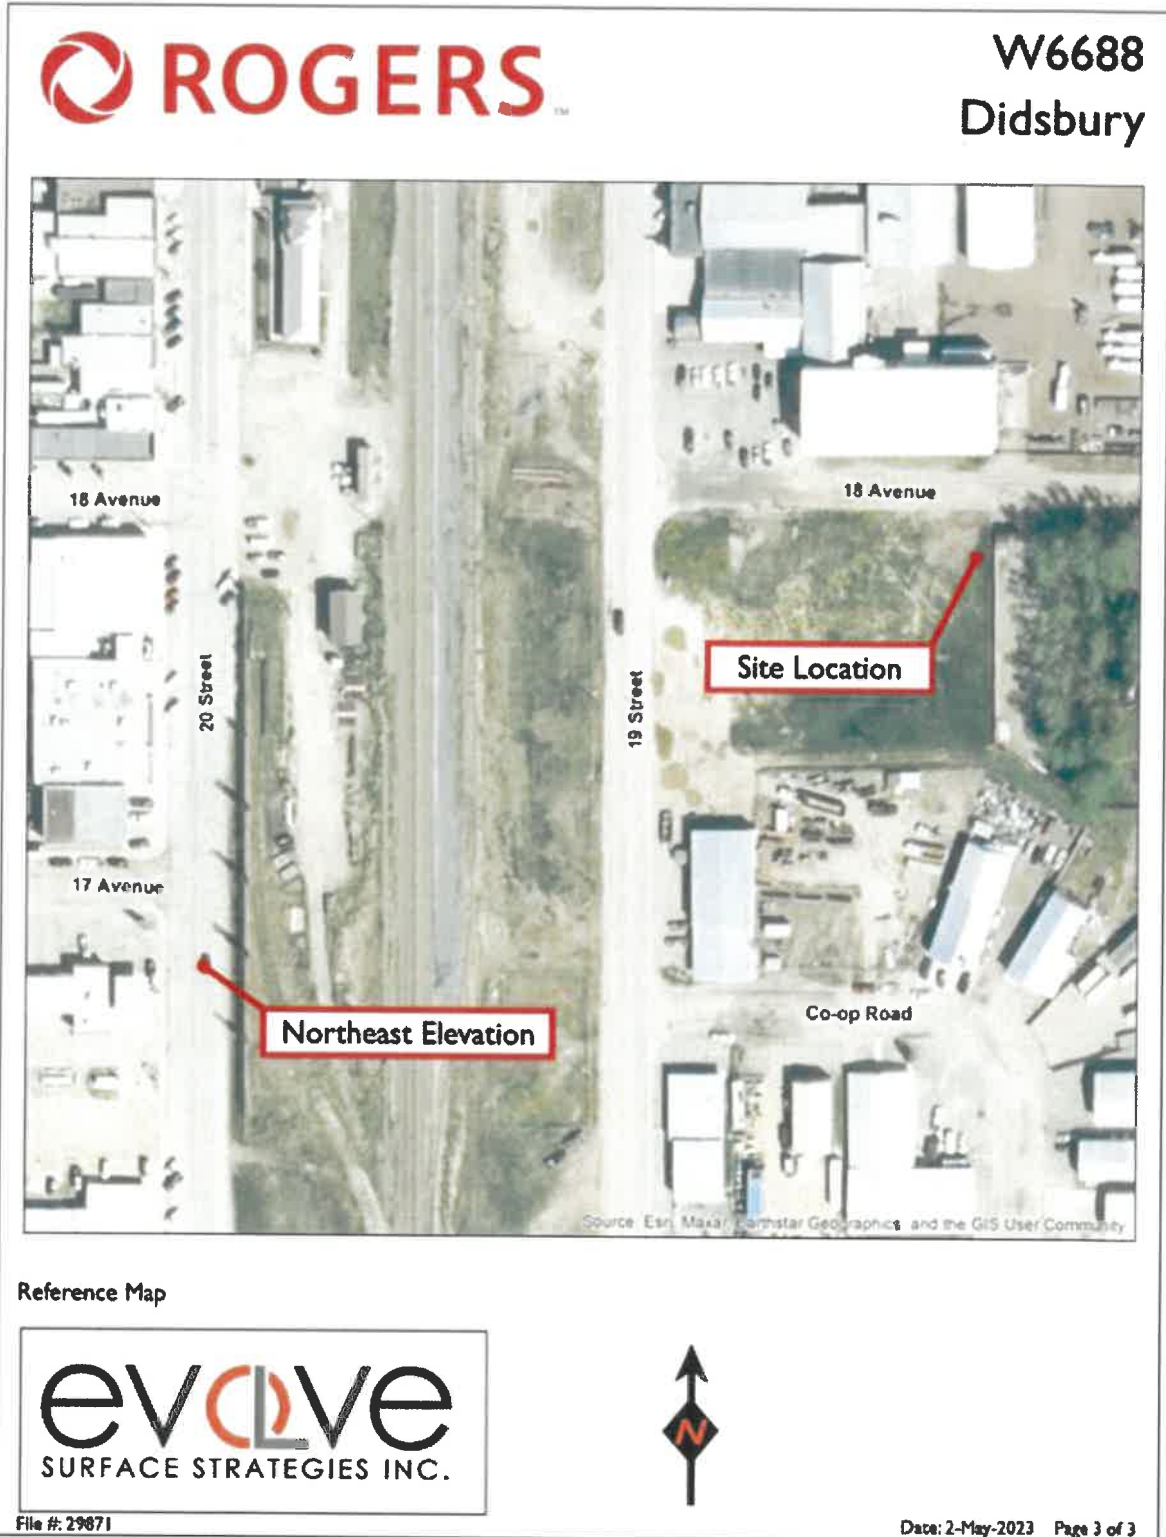 ROGERS™
W6688
Didsbury
18 Avenue
18 Avenue
Site Location
20 Street
19 Street
17 Avenue
Northeast Elevation
Co-op Road
Source: Esri, Maxar, Earthstar Geographics, and the GIS User Community
Reference Map
evolve
SURFACE STRATEGIES INC.
N
File #: 29871
Date: 2-May-2023 Page 3 of 3